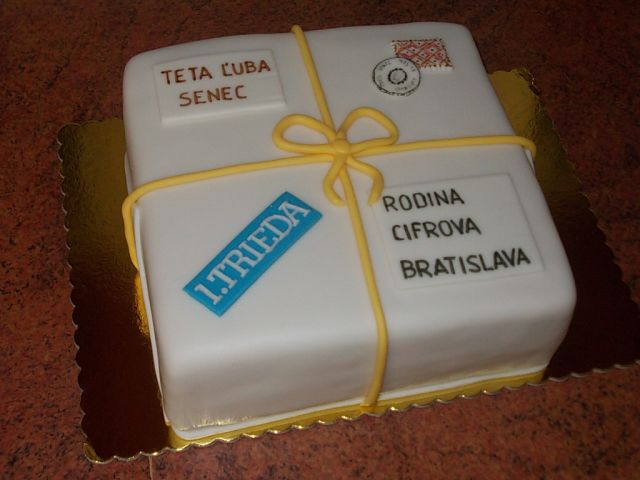 TETA ĽUBA
SENEC
1.TRIEDA
RODINA
CIFROVA
BRATISLAVA